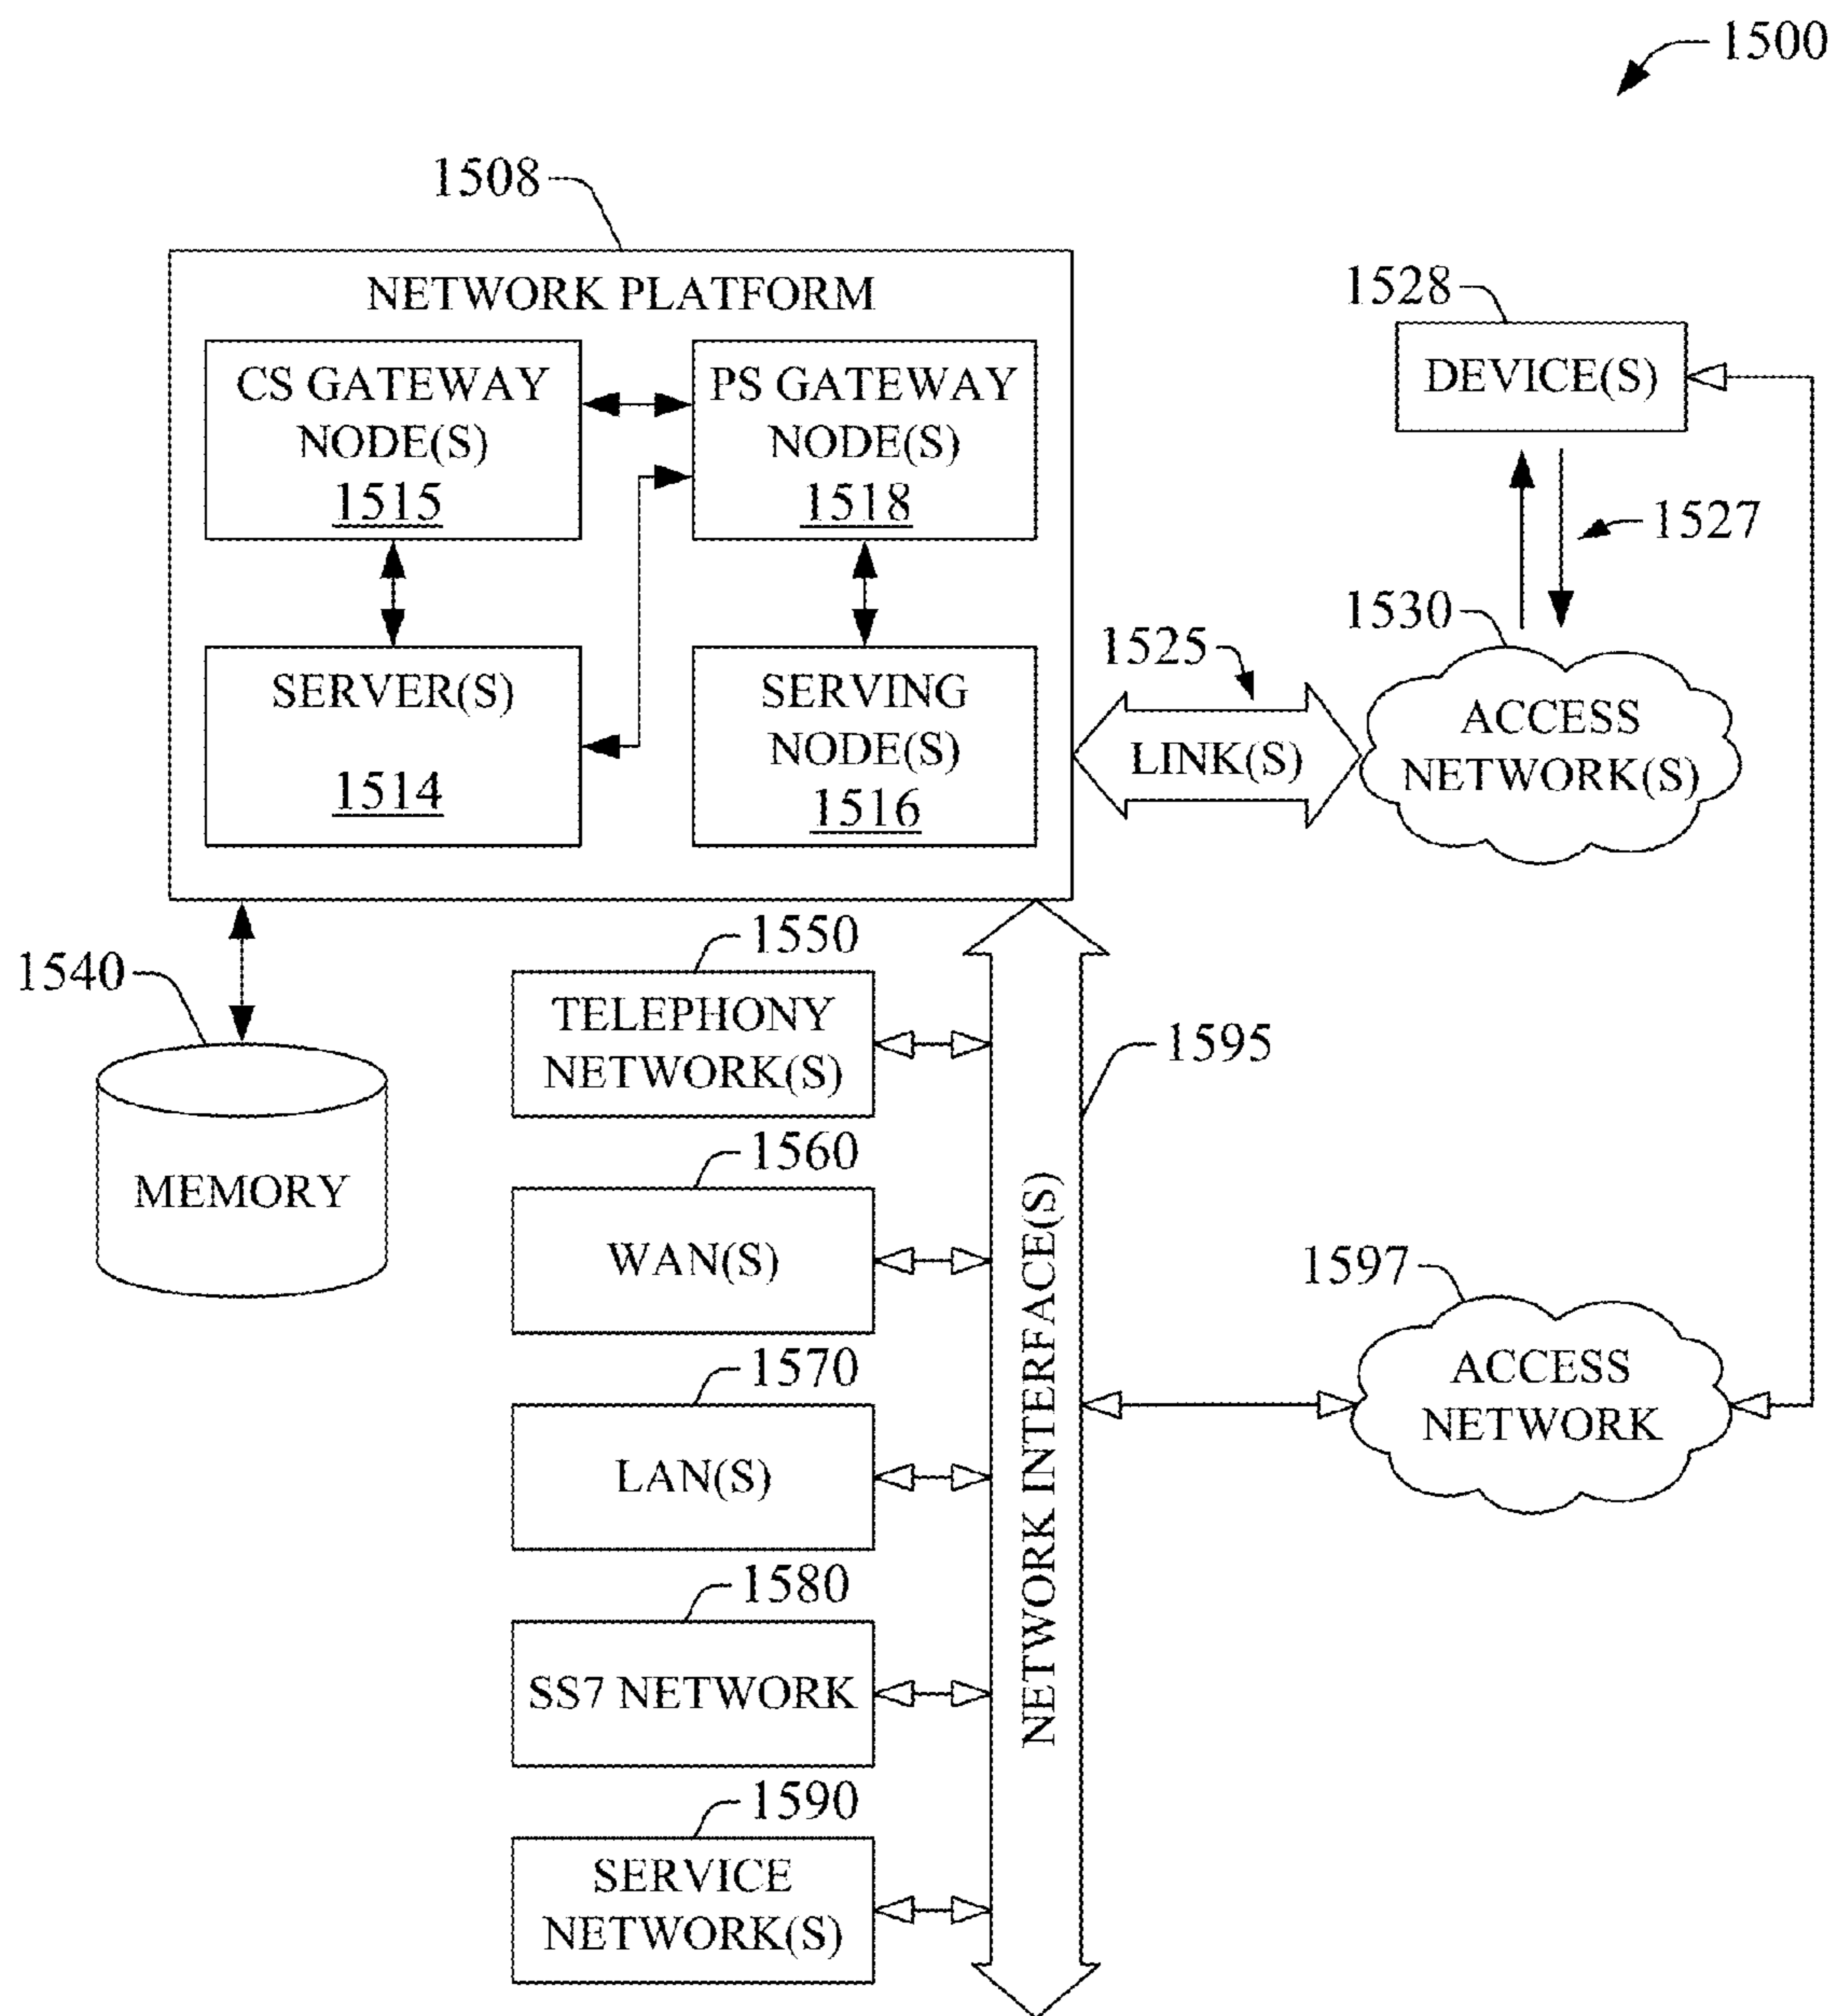 1500
1508
NETWORK PLATFORM
CS GATEWAY
NODE(S)
1515
PS GATEWAY
NODE(S)
1518
SERVER(S)
1514
SERVING
NODE(S)
1516
1528
DEVICE(S)
1527
1530
1525
LINK(S)
ACCESS
NETWORK(S)
1540
MEMORY
1550
TELEPHONY
NETWORK(S)
1560
WAN(S)
1570
LAN(S)
1580
SS7 NETWORK
1590
SERVICE
NETWORK(S)
NETWORK INTERFACE(S)
1595
1597
ACCESS
NETWORK